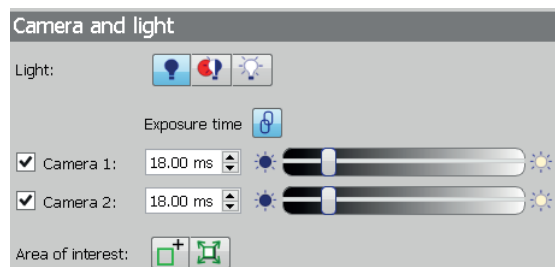 Camera and light
Light:
Exposure time
Camera 1: 18.00 ms
Camera 2: 18.00 ms
Area of interest: